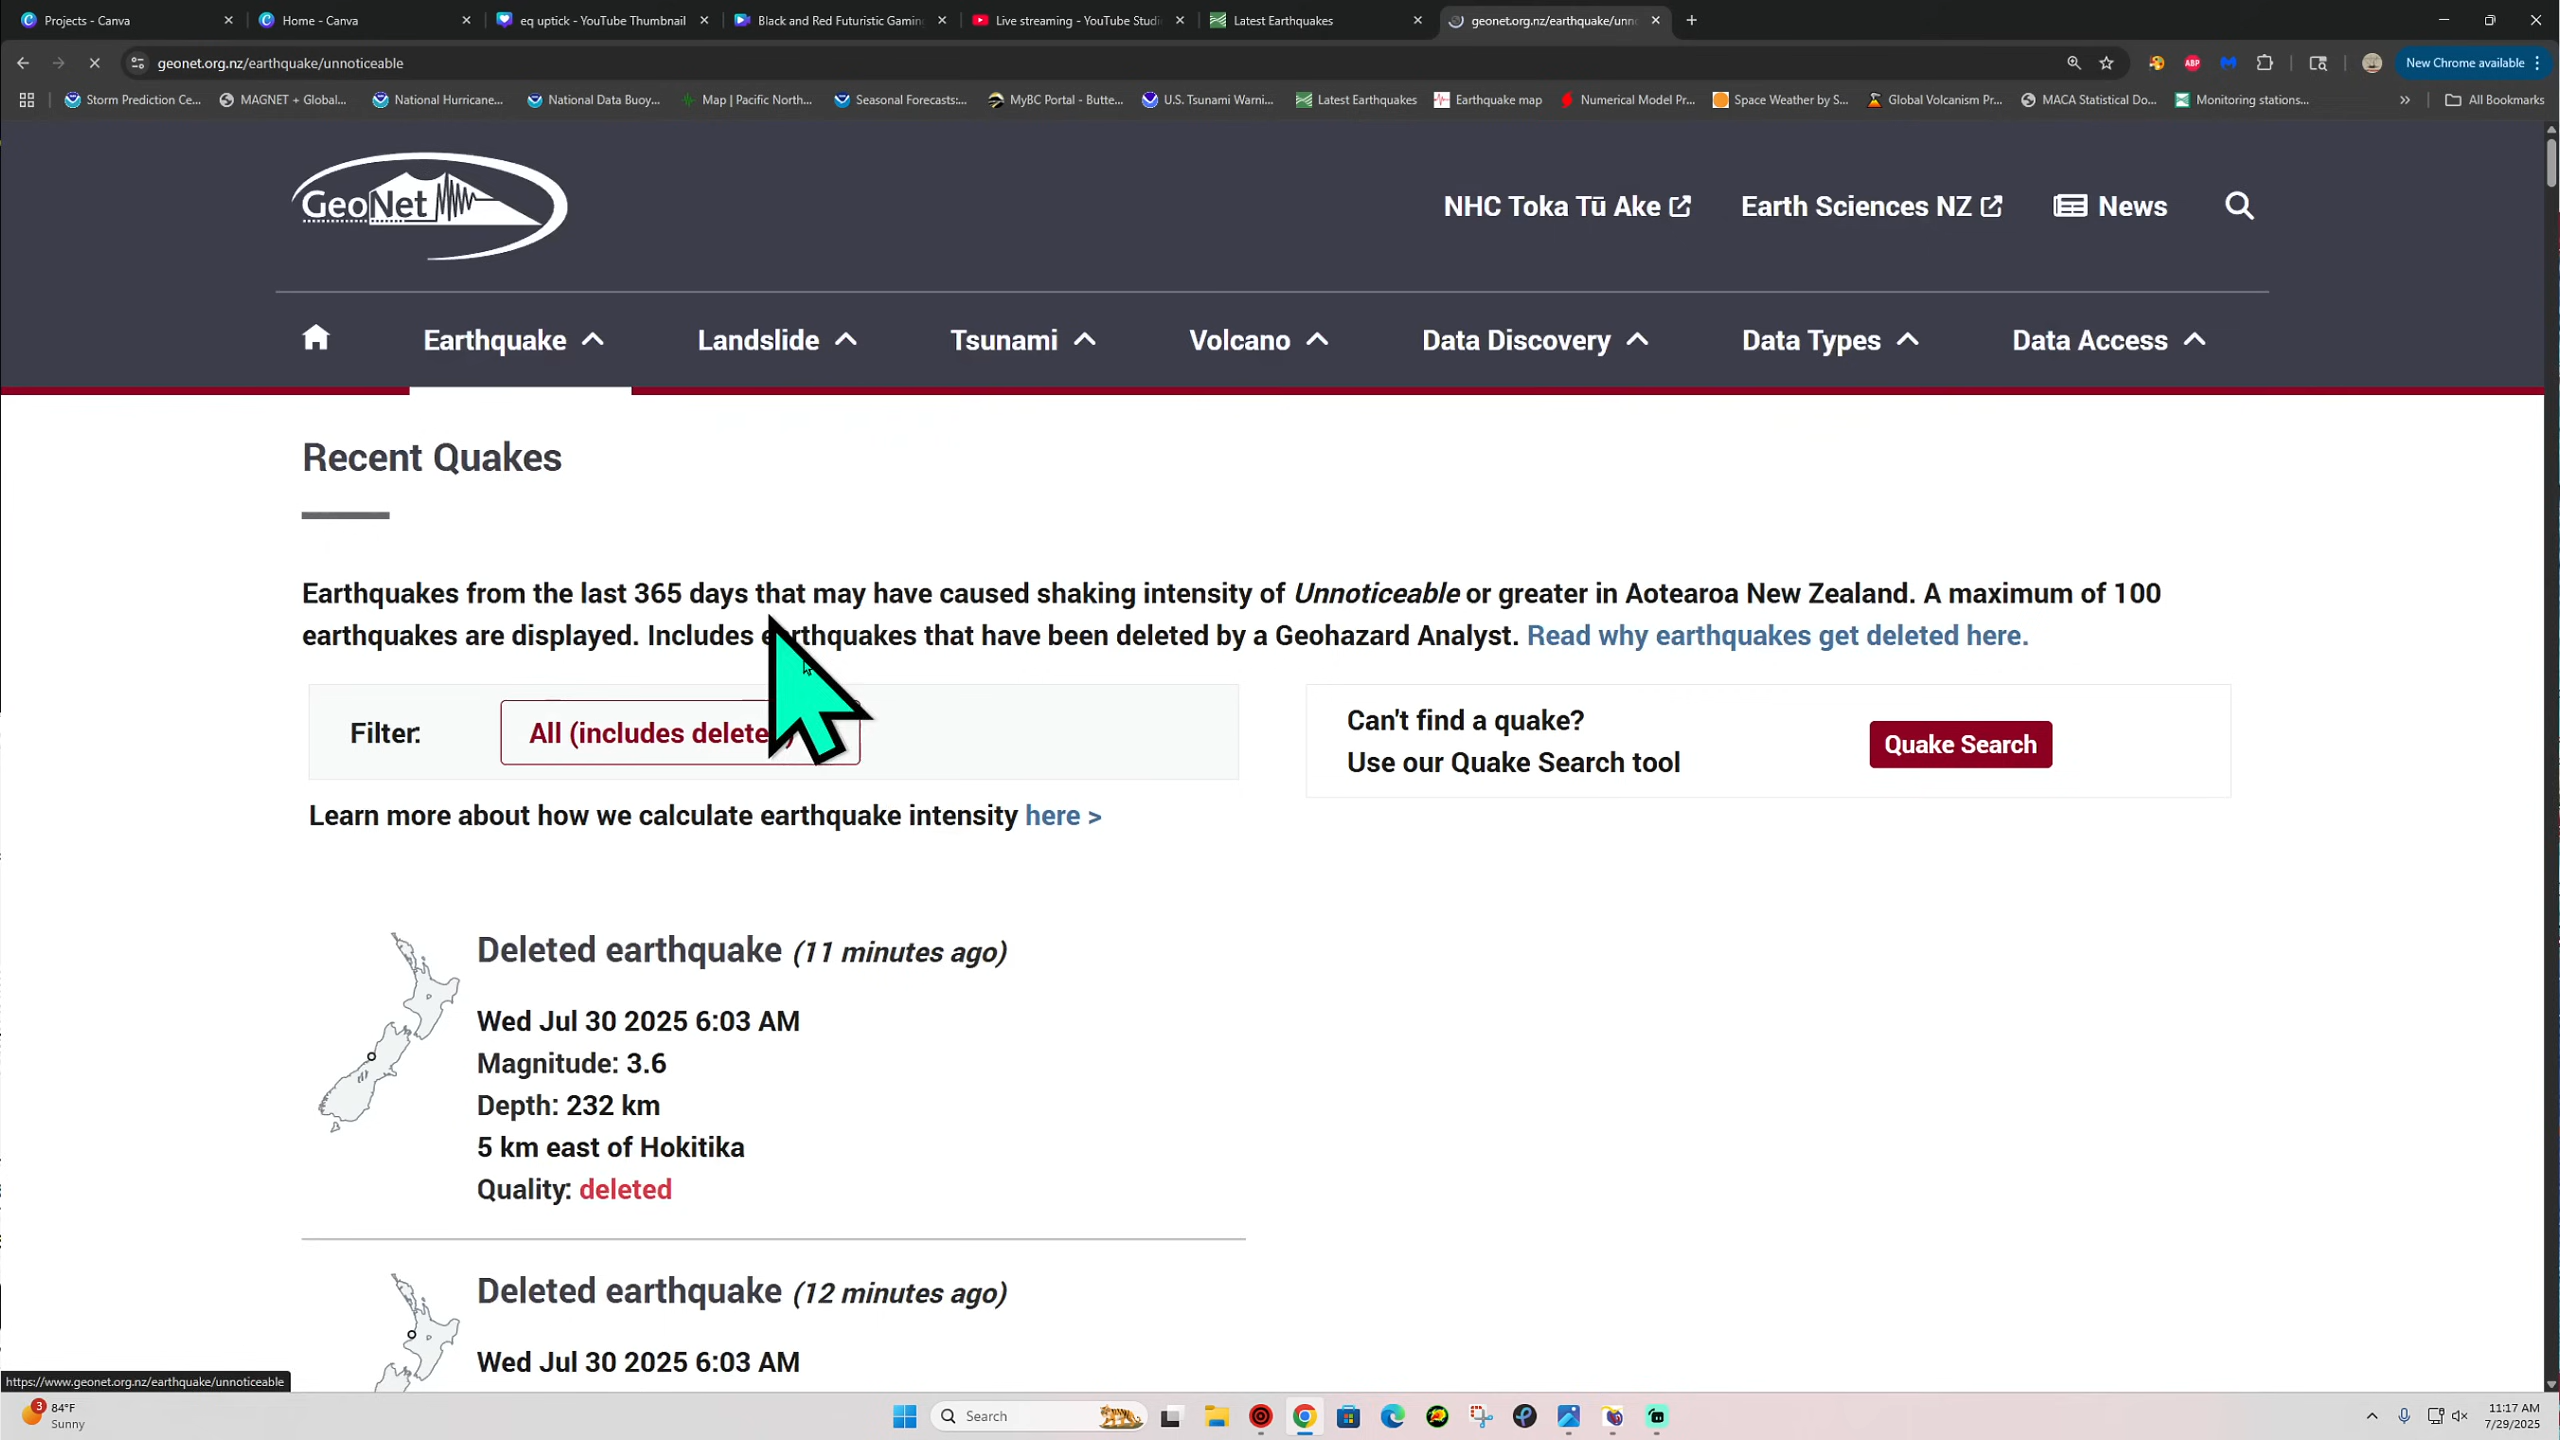 Projects - Canva
Home - Canva
eq uptick - YouTube Thumbnail
Black and Red Futuristic Gamin
Live streaming - YouTube Studi
Latest Earthquakes
geonet.org.nz/earthquake/unno
geonet.org.nz/earthquake/unnoticeable
New Chrome available
Storm Prediction Ce...
MAGNET + Global...
National Hurricane...
National Data Buoy...
Map | Pacific North...
Seasonal Forecasts:...
MyBC Portal - Butte...
U.S. Tsunami Warni...
Latest Earthquakes
Earthquake map
Numerical Model Pr...
Space Weather by S...
Global Volcanism Pr...
MACA Statistical Do...
Monitoring stations...
All Bookmarks
GeoNet
NHC Toka Tū Ake
Earth Sciences NZ
News
Earthquake
Landslide
Tsunami
Volcano
Data Discovery
Data Types
Data Access
Recent Quakes
Earthquakes from the last 365 days that may have caused shaking intensity of Unnoticeable or greater in Aotearoa New Zealand. A maximum of 100
earthquakes are displayed. Includes earthquakes that have been deleted by a Geohazard Analyst. Read why earthquakes get deleted here.
Filter:
All (includes deleted)
Can't find a quake?
Use our Quake Search tool
Quake Search
Learn more about how we calculate earthquake intensity here >
Deleted earthquake (11 minutes ago)
Wed Jul 30 2025 6:03 AM
Magnitude: 3.6
Depth: 232 km
5 km east of Hokitika
Quality: deleted
Deleted earthquake (12 minutes ago)
Wed Jul 30 2025 6:03 AM
https://www.geonet.org.nz/earthquake/unnoticeable
3
84°F
Sunny
Search
11:17 AM
7/29/2025